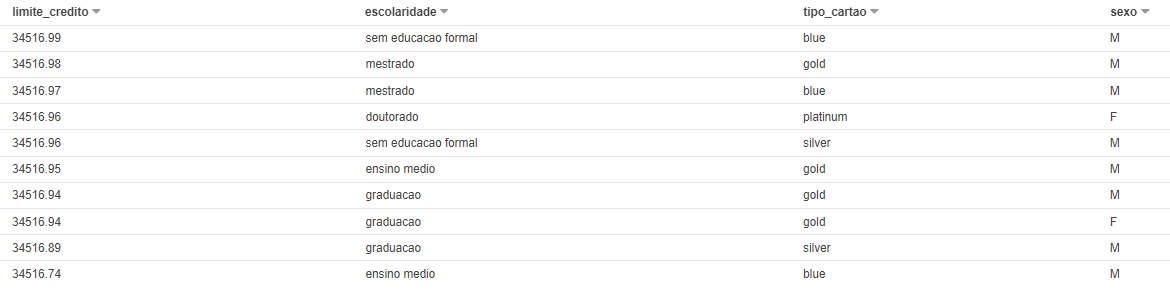 limite_credito escolaridade tipo_cartao sexo
34516.99 sem educacao formal blue M
34516.98 mestrado gold M
34516.97 mestrado blue M
34516.96 doutorado platinum F
34516.96 sem educacao formal silver M
34516.95 ensino medio gold M
34516.94 graduacao gold M
34516.94 graduacao gold F
34516.89 graduacao silver M
34516.74 ensino medio blue M